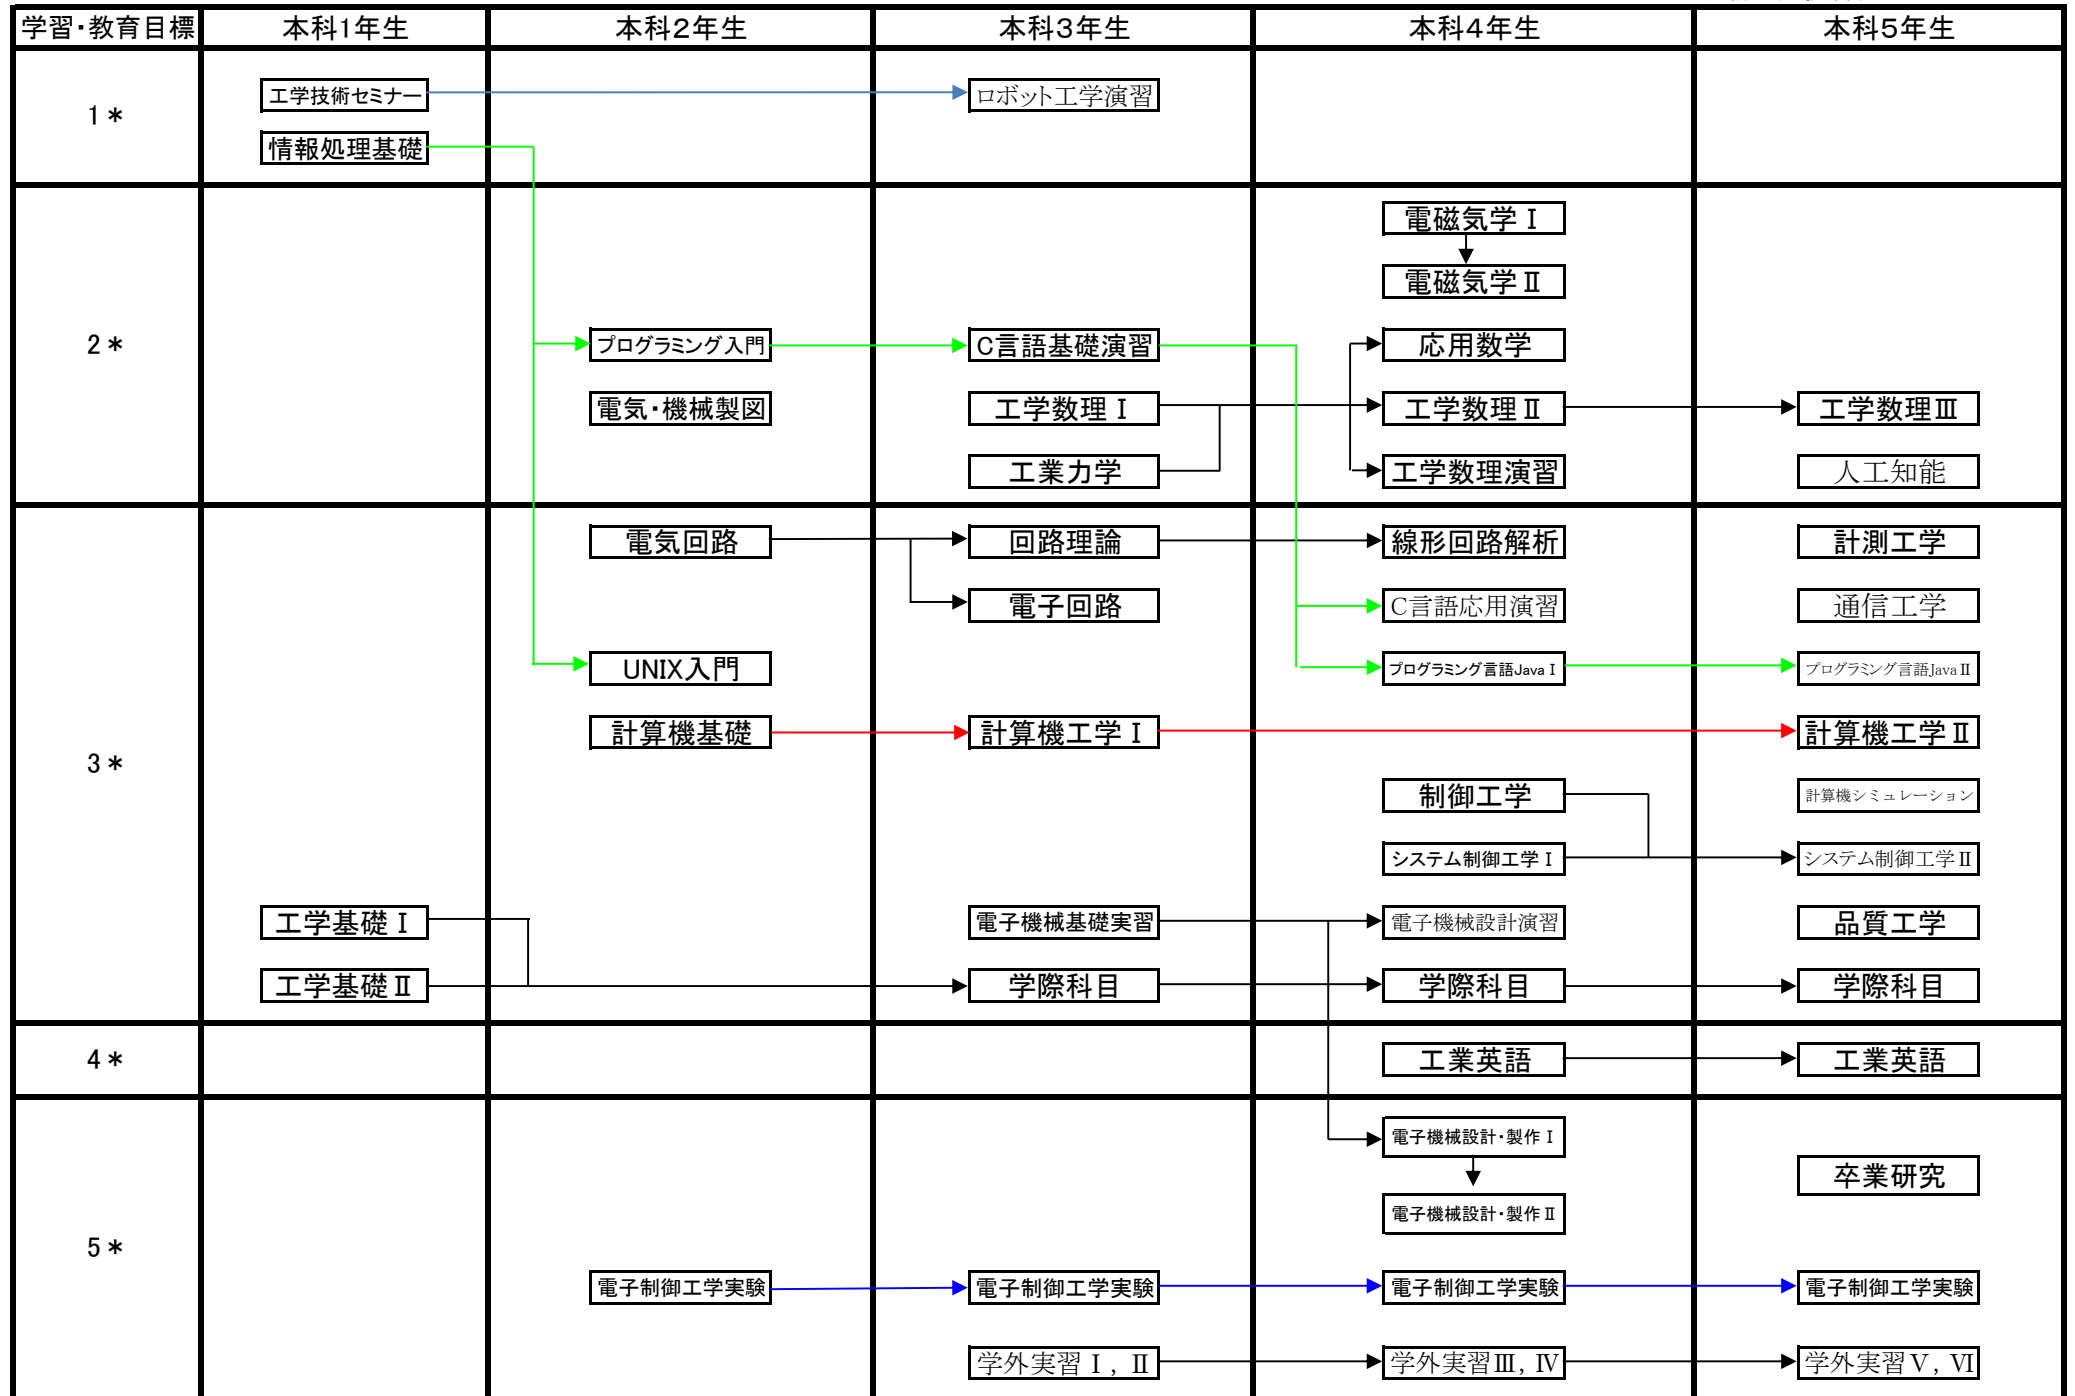 学習・教育目標 本科1年生 本科2年生 本科3年生 本科4年生 本科5年生
工学技術セミナー ロボット工学演習
1＊
情報処理基礎
電磁気学Ⅰ
電磁気学Ⅱ
2＊ プログラミング入門 C言語基礎演習 応用数学
電気・機械製図 工学数理Ⅰ 工学数理Ⅱ 工学数理Ⅲ
工業力学 工学数理演習 人工知能
電気回路 回路理論 線形回路解析 計測工学
電子回路 C言語応用演習 通信工学
UNIX入門 プログラミング言語JavaⅠ プログラミング言語JavaⅡ
計算機基礎 計算機工学Ⅰ 計算機工学Ⅱ
3＊
制御工学 計算機シミュレーション
システム制御工学Ⅰ システム制御工学Ⅱ
工学基礎Ⅰ 電子機械基礎実習 電子機械設計演習 品質工学
工学基礎Ⅱ 学際科目 学際科目 学際科目
4＊ 工業英語 工業英語
電子機械設計・製作Ⅰ
卒業研究
電子機械設計・製作Ⅱ
5＊
電子制御工学実験 電子制御工学実験 電子制御工学実験 電子制御工学実験
学外実習Ⅰ，Ⅱ 学外実習Ⅲ，Ⅳ 学外実習Ⅴ，Ⅵ